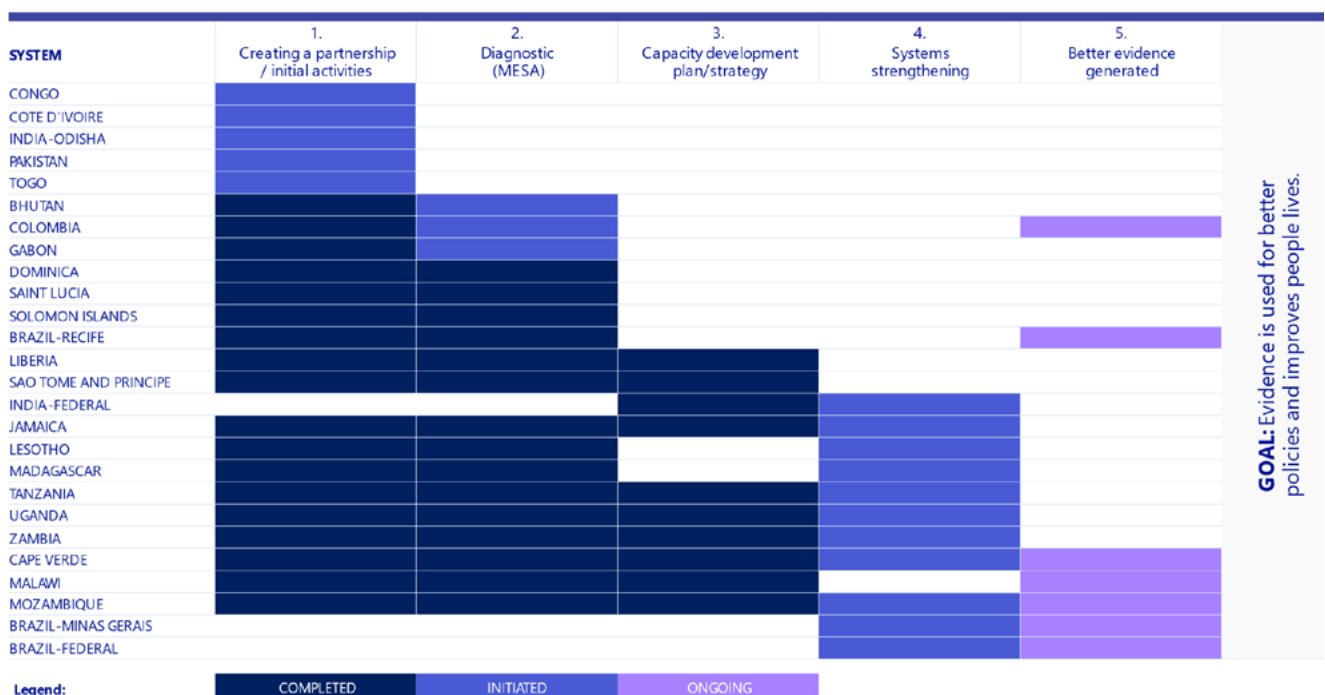 SYSTEM
1.
Creating a partnership
/ initial activities
2.
Diagnostic
(MESA)
3.
Capacity development
plan/strategy
4.
Systems
strengthening
5.
Better evidence
generated
CONGO
COTE D'IVOIRE
INDIA-ODISHA
PAKISTAN
TOGO
BHUTAN
COLOMBIA
GABON
DOMINICA
SAINT LUCIA
SOLOMON ISLANDS
BRAZIL-RECIFE
LIBERIA
SAO TOME AND PRINCIPE
INDIA-FEDERAL
JAMAICA
LESOTHO
MADAGASCAR
TANZANIA
UGANDA
ZAMBIA
CAPE VERDE
MALAWI
MOZAMBIQUE
BRAZIL-MINAS GERAIS
BRAZIL-FEDERAL
GOAL: Evidence is used for better
policies and improves people lives.
Legend:
COMPLETED
INITIATED
ONGOING